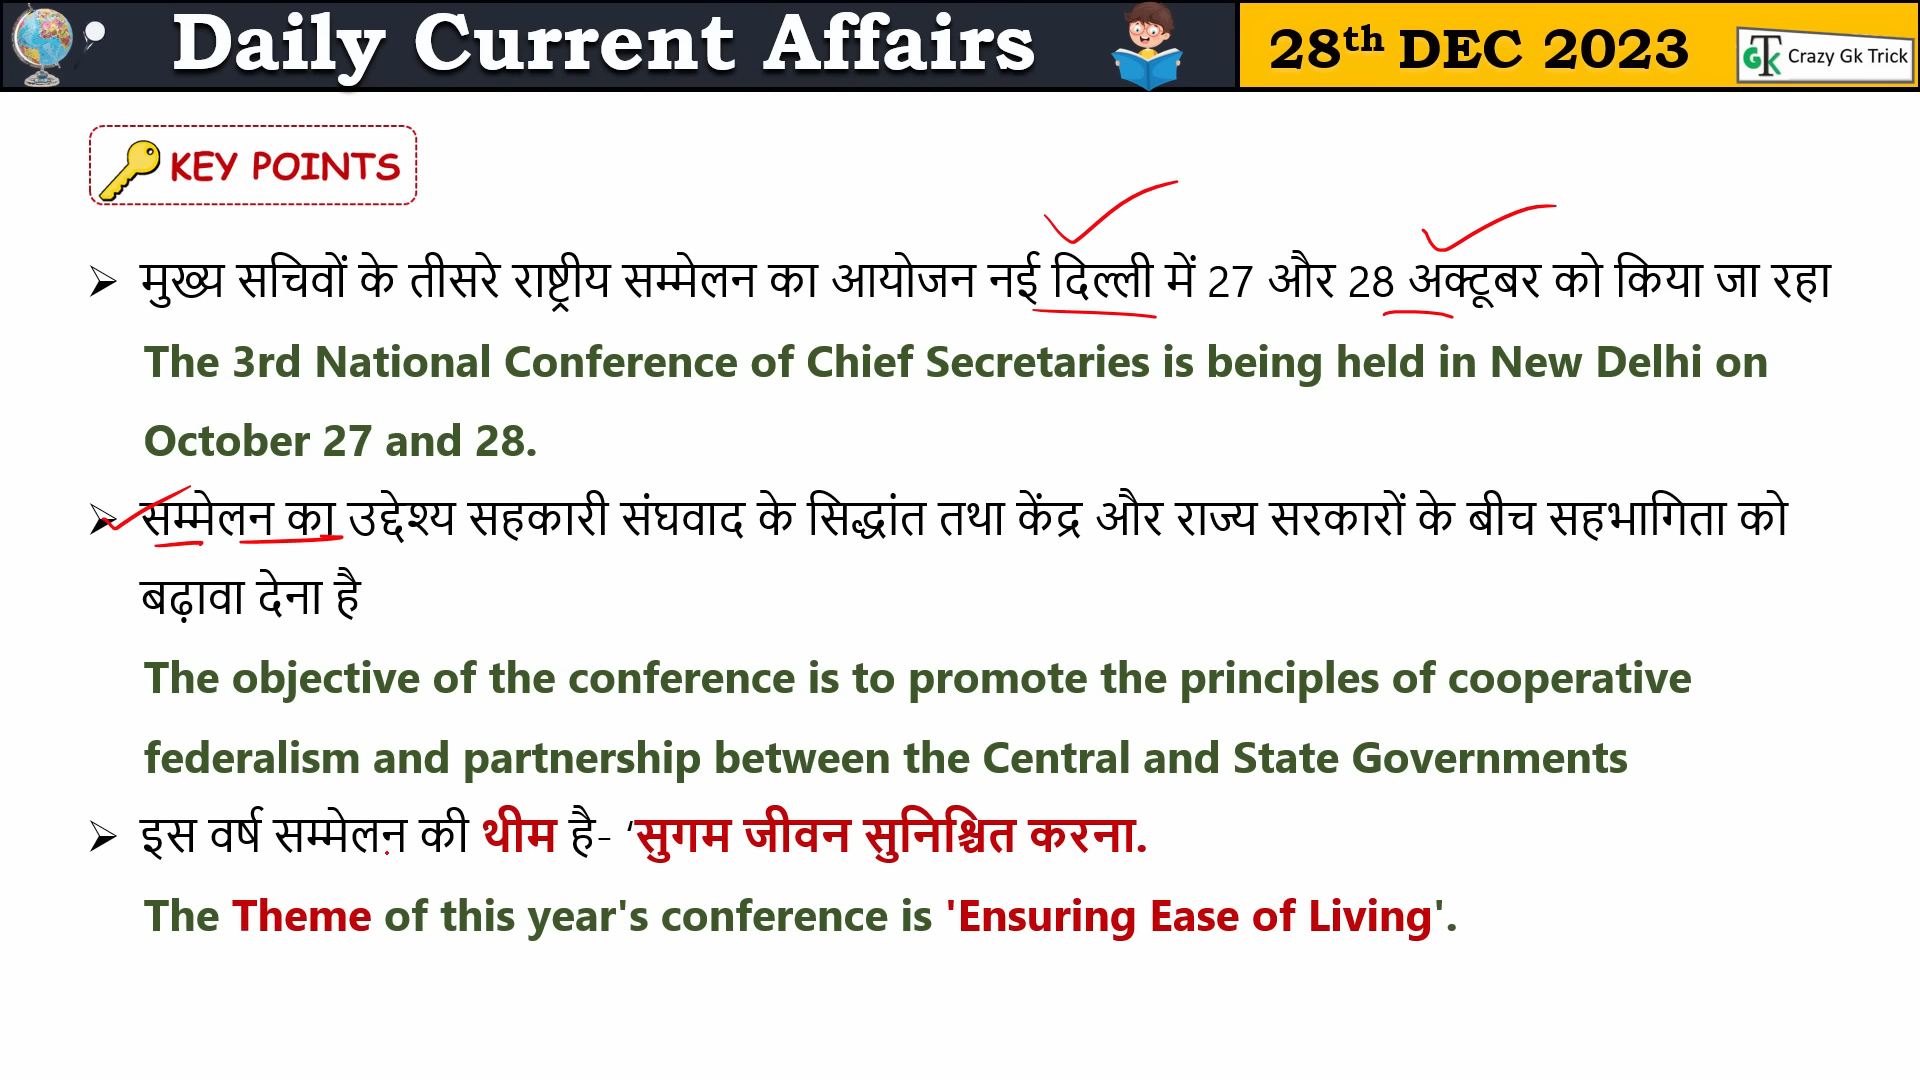 Daily Current Affairs
28th DEC 2023
GTK Crazy Gk Trick
KEY POINTS
मुख्य सचिवों के तीसरे राष्ट्रीय सम्मेलन का आयोजन नई दिल्ली में 27 और 28 अक्टूबर को किया जा रहा
The 3rd National Conference of Chief Secretaries is being held in New Delhi on
October 27 and 28.
सम्मेलन का उद्देश्य सहकारी संघवाद के सिद्धांत तथा केंद्र और राज्य सरकारों के बीच सहभागिता को
बढ़ावा देना है
The objective of the conference is to promote the principles of cooperative
federalism and partnership between the Central and State Governments
इस वर्ष सम्मेलन की थीम है- ‘सुगम जीवन सुनिश्चित करना.
The Theme of this year's conference is 'Ensuring Ease of Living'.